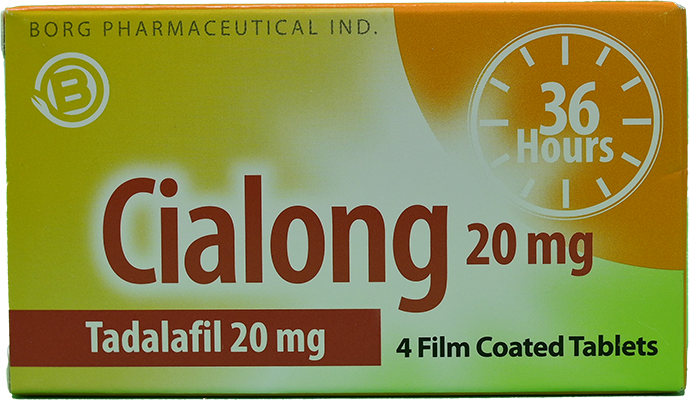 BORG PHARMACEUTICAL IND.
B
36
Hours
Cialong 20 mg
Tadalafil 20 mg
4 Film Coated Tablets